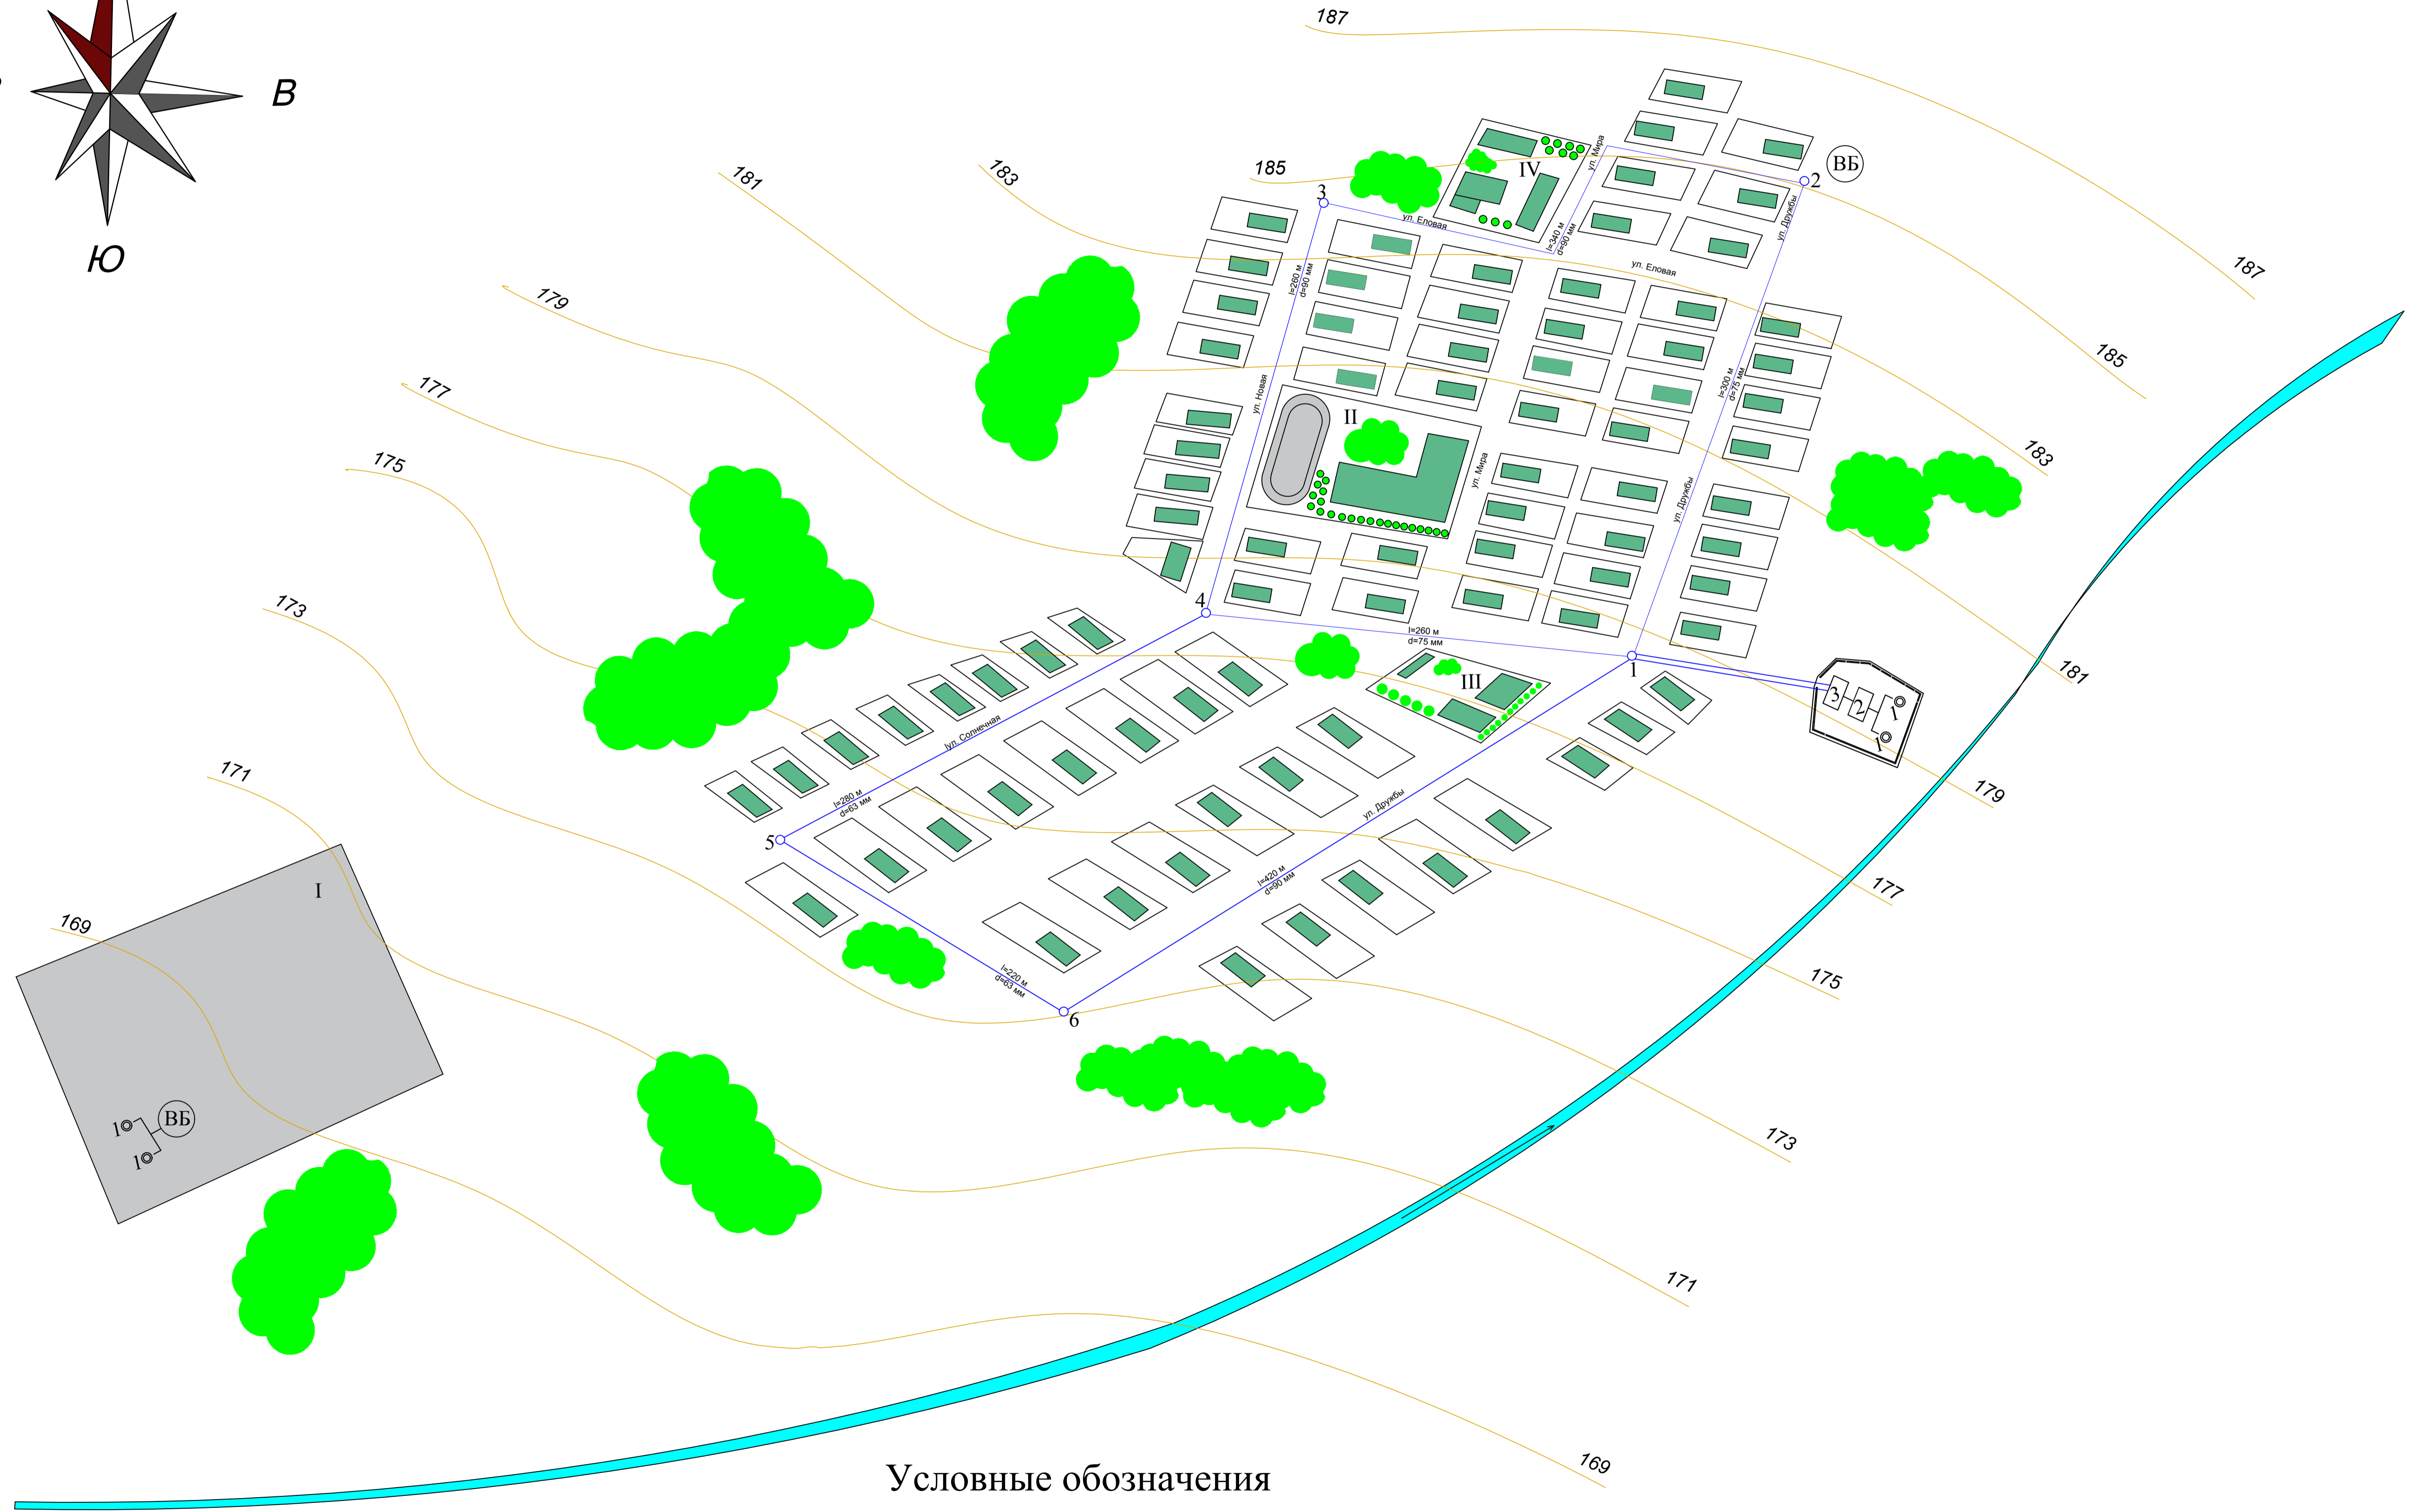 187
В
Ю
185
183
181
179
177
175
173
171
169
I
ВБ
1
1
3
ул. Еловая
IV
ул. Мира
ВБ
2
l=340 м
d=90 мм
ул. Дружбы
ул. Еловая
l=260 м
d=90 мм
ул. Новая
II
ул. Мира
l=300 м
d=75 мм
ул. Дружбы
4
l=260 м
d=75 мм
1
III
3
2
1
1
lул. Солнечная
l=280 м
d=63 мм
5
ул. Дружбы
l=420 м
d=90 мм
l=220 м
d=63 мм
6
187
185
183
181
179
177
175
173
171
169
Условные обозначения